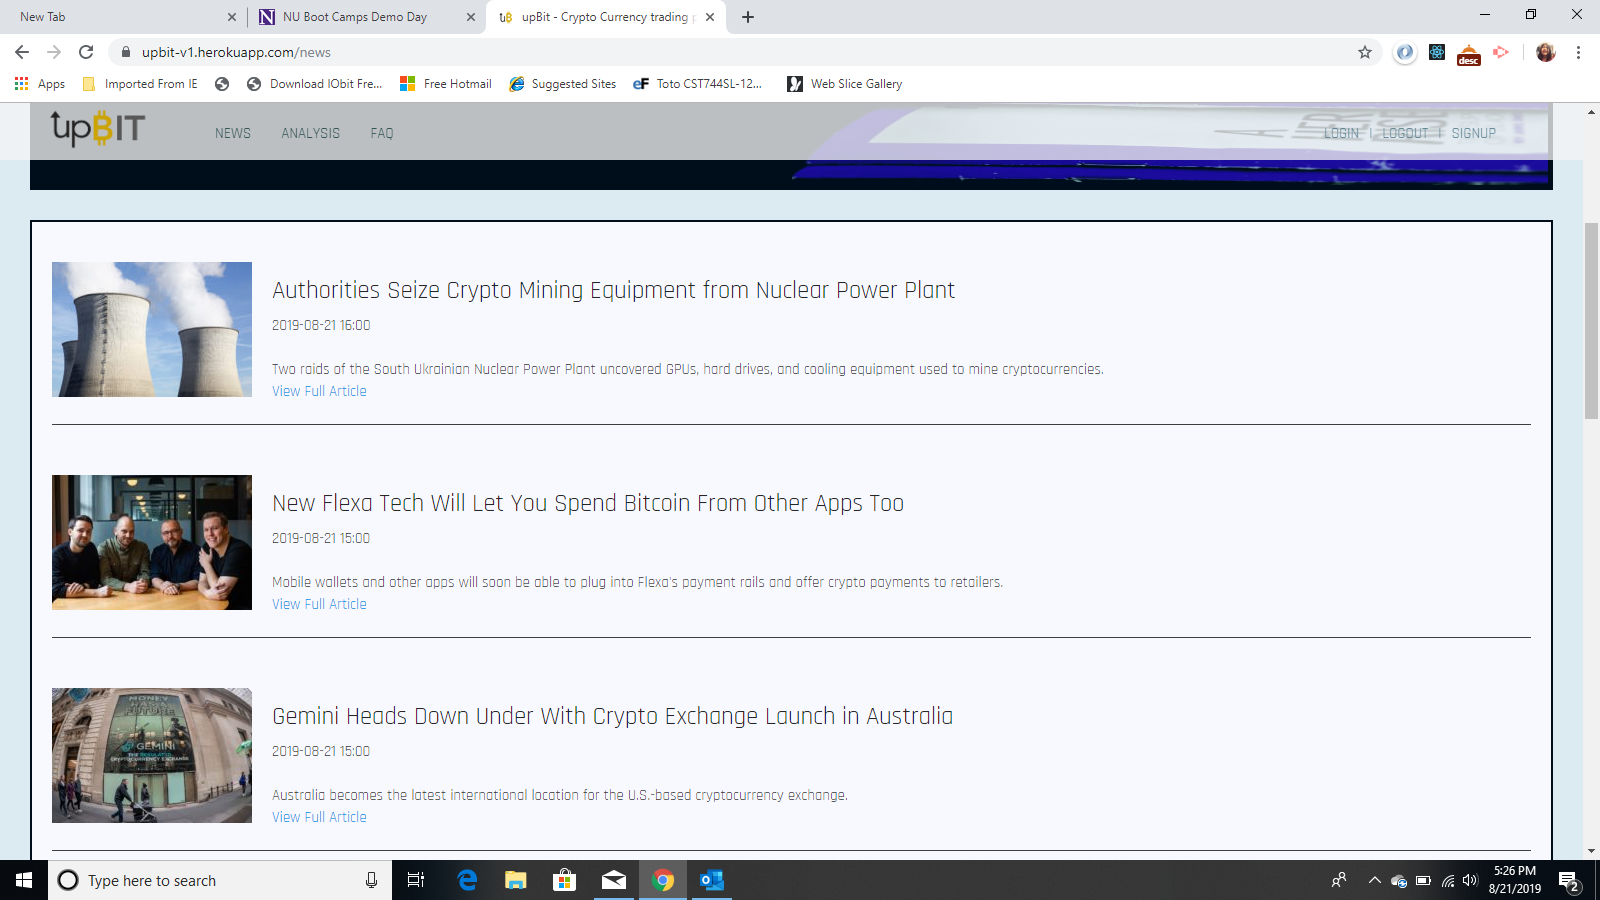 New Tab
NU Boot Camps Demo Day
upBit - Crypto Currency trading p
upbit-v1.herokuapp.com/news
Apps
Imported From IE
Download IObit Fre...
Free Hotmail
Suggested Sites
eF Toto CST744SL-12...
Web Slice Gallery
desc
upBIT
NEWS
ANALYSIS
FAQ
LOGIN | LOGOUT | SIGNUP
Authorities Seize Crypto Mining Equipment from Nuclear Power Plant
2019-08-21 16:00
Two raids of the South Ukrainian Nuclear Power Plant uncovered GPUs, hard drives, and cooling equipment used to mine cryptocurrencies.
View Full Article
New Flexa Tech Will Let You Spend Bitcoin From Other Apps Too
2019-08-21 15:00
Mobile wallets and other apps will soon be able to plug into Flexa's payment rails and offer crypto payments to retailers.
View Full Article
MONEY
HAS A
FUTURE
GEMINI
Gemini Heads Down Under With Crypto Exchange Launch in Australia
2019-08-21 15:00
Australia becomes the latest international location for the U.S.-based cryptocurrency exchange.
View Full Article
Type here to search
5:26 PM
8/21/2019
2